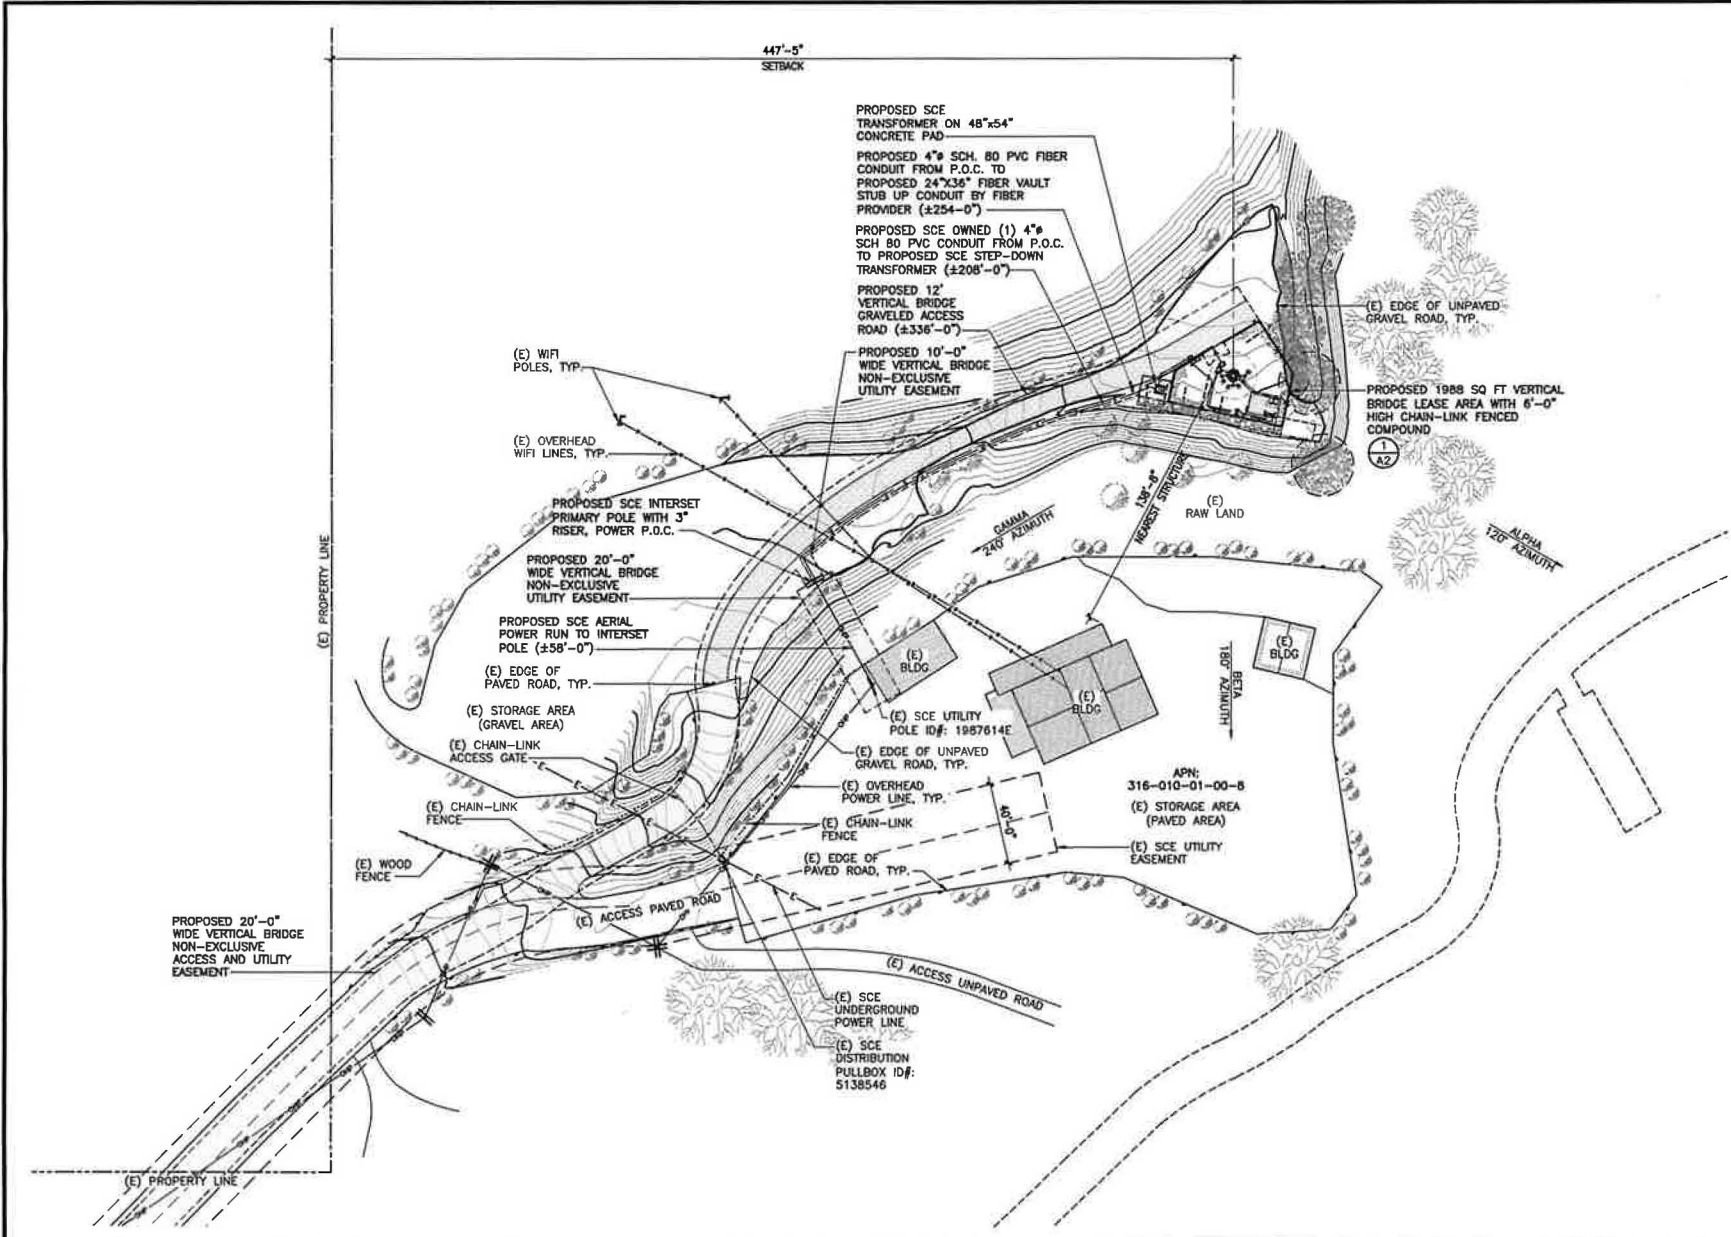 447'-5"
SETBACK
PROPOSED SCE
TRANSFORMER ON 48"x54"
CONCRETE PAD
PROPOSED 4"ø SCH. 80 PVC FIBER
CONDUIT FROM P.O.C. TO
PROPOSED 24"X36" FIBER VAULT
STUB UP CONDUIT BY FIBER
PROVIDER (±254-0")
PROPOSED SCE OWNED (1) 4"ø
SCH 80 PVC CONDUIT FROM P.O.C.
TO PROPOSED SCE STEP-DOWN
TRANSFORMER (±208'-0")
PROPOSED 12'
VERTICAL BRIDGE
GRAVELED ACCESS
ROAD (±336'-0")
PROPOSED 10'-0"
WIDE VERTICAL BRIDGE
NON-EXCLUSIVE
UTILITY EASEMENT
(E) WIFI
POLES, TYP.
(E) OVERHEAD
WIFI LINES, TYP.
PROPOSED SCE INTERSET
PRIMARY POLE WITH 3"
RISER, POWER P.O.C.
PROPOSED 20'-0"
WIDE VERTICAL BRIDGE
NON-EXCLUSIVE
UTILITY EASEMENT
PROPOSED SCE AERIAL
POWER RUN TO INTERSET
POLE (±58'-0")
(E) EDGE OF
PAVED ROAD, TYP.
(E) STORAGE AREA
(GRAVEL AREA)
(E) CHAIN-LINK
ACCESS GATE
(E) CHAIN-LINK
FENCE
(E) WOOD
FENCE
PROPOSED 20'-0"
WIDE VERTICAL BRIDGE
NON-EXCLUSIVE
ACCESS AND UTILITY
EASEMENT
(E) PROPERTY LINE
(E) PROPERTY LINE
(E) EDGE OF UNPAVED
GRAVEL ROAD, TYP.
PROPOSED 1988 SQ FT VERTICAL
BRIDGE LEASE AREA WITH 6'-0"
HIGH CHAIN-LINK FENCED
COMPOUND
1
A2
138'-8"
NEAREST STRUCTURE
(E)
RAW LAND
GAMMA
240° AZIMUTH
ALPHA
120° AZIMUTH
BETA
180° AZIMUTH
(E)
BLDG
(E)
BLDG
(E)
BLDG
(E) SCE UTILITY
POLE ID#: 1987614E
(E) EDGE OF UNPAVED
GRAVEL ROAD, TYP.
(E) OVERHEAD
POWER LINE, TYP.
(E) CHAIN-LINK
FENCE
(E) EDGE OF
PAVED ROAD, TYP.
40'-0"
APN:
316-010-01-00-8
(E) STORAGE AREA
(PAVED AREA)
(E) SCE UTILITY
EASEMENT
(E) ACCESS PAVED ROAD
(E) ACCESS UNPAVED ROAD
(E) SCE
UNDERGROUND
POWER LINE
(E) SCE
DISTRIBUTION
PULLBOX ID#:
5138546